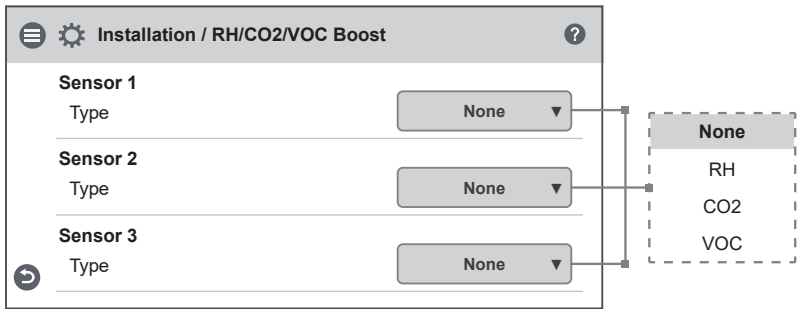 Installation / RH/CO2/VOC Boost
?
Sensor 1
Type None ▼
Sensor 2
Type None ▼
Sensor 3
Type None ▼
None
RH
CO2
VOC